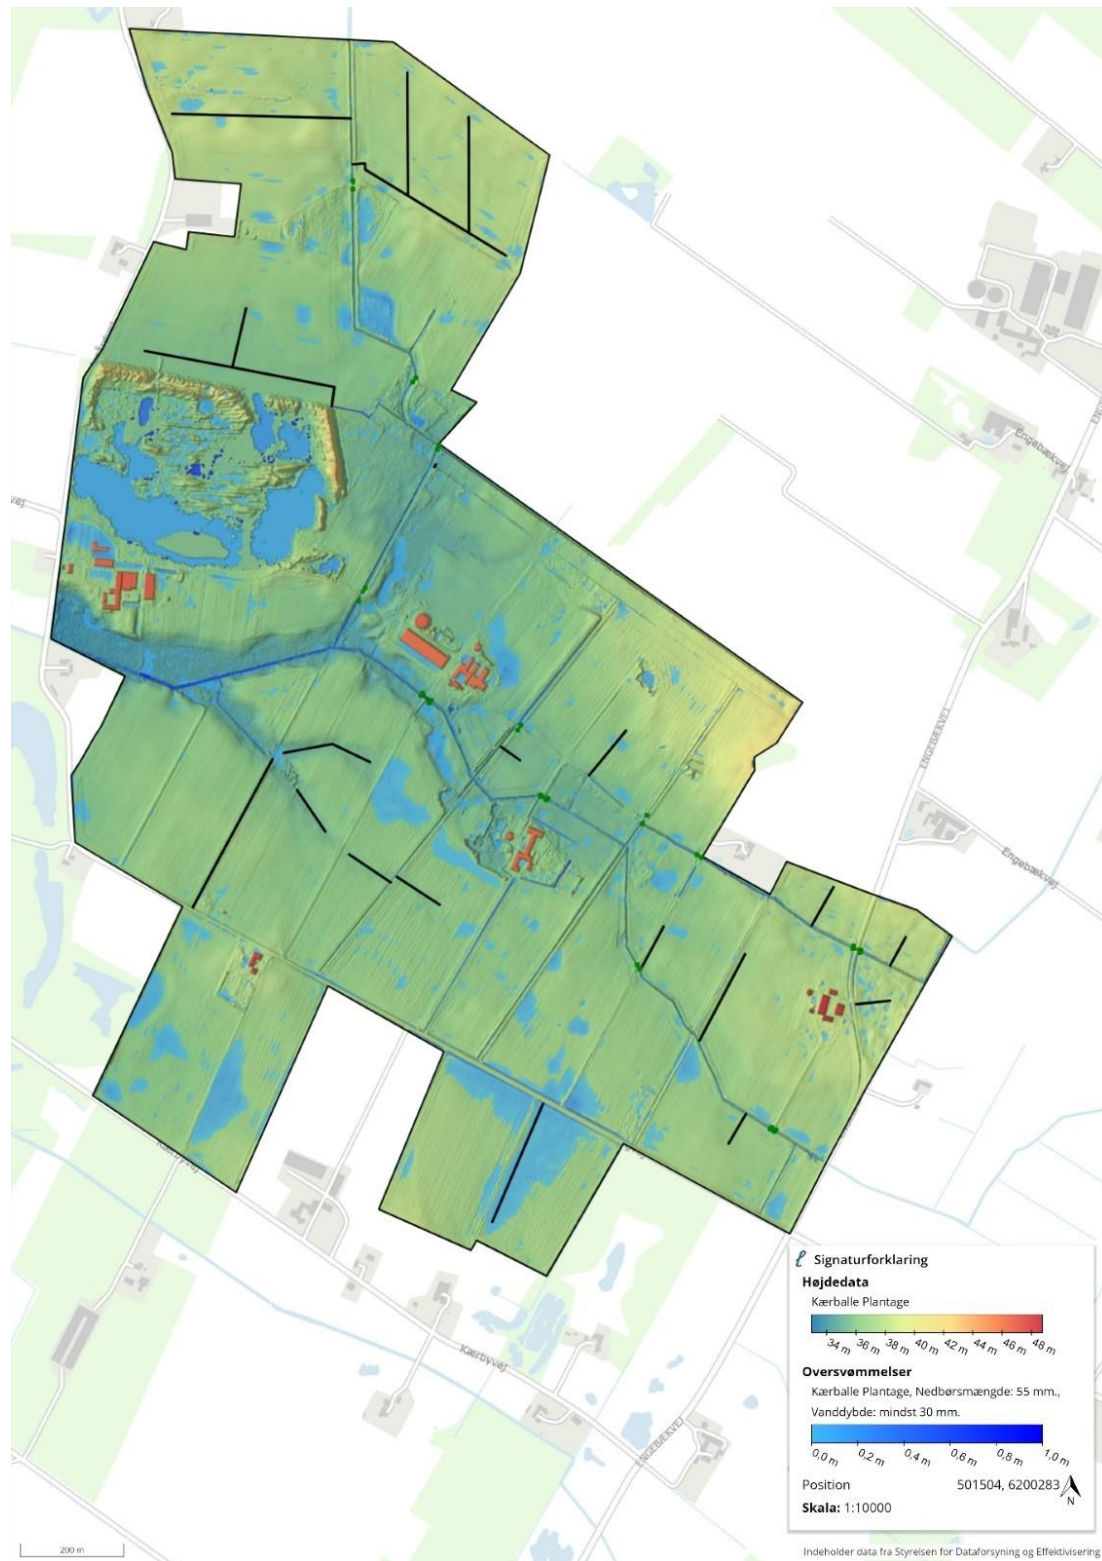 Engebækvej
ENGEBÆKVEJ
Engebækvej
Kærbyvej
Kærbyvej
ENGEBÆKVEJ
Signaturforklaring
Højdedata
Kærballe Plantage
34 m 36 m 38 m 40 m 42 m 44 m 46 m 48 m
Oversvømmelser
Kærballe Plantage, Nedbørsmængde: 55 mm.,
Vanddybde: mindst 30 mm.
0,0 m 0,2 m 0,4 m 0,6 m 0,8 m 1,0 m
Position 501504, 6200283
N
Skala: 1:10000
200 m
Indeholder data fra Styrelsen for Dataforsyning og Effektivisering